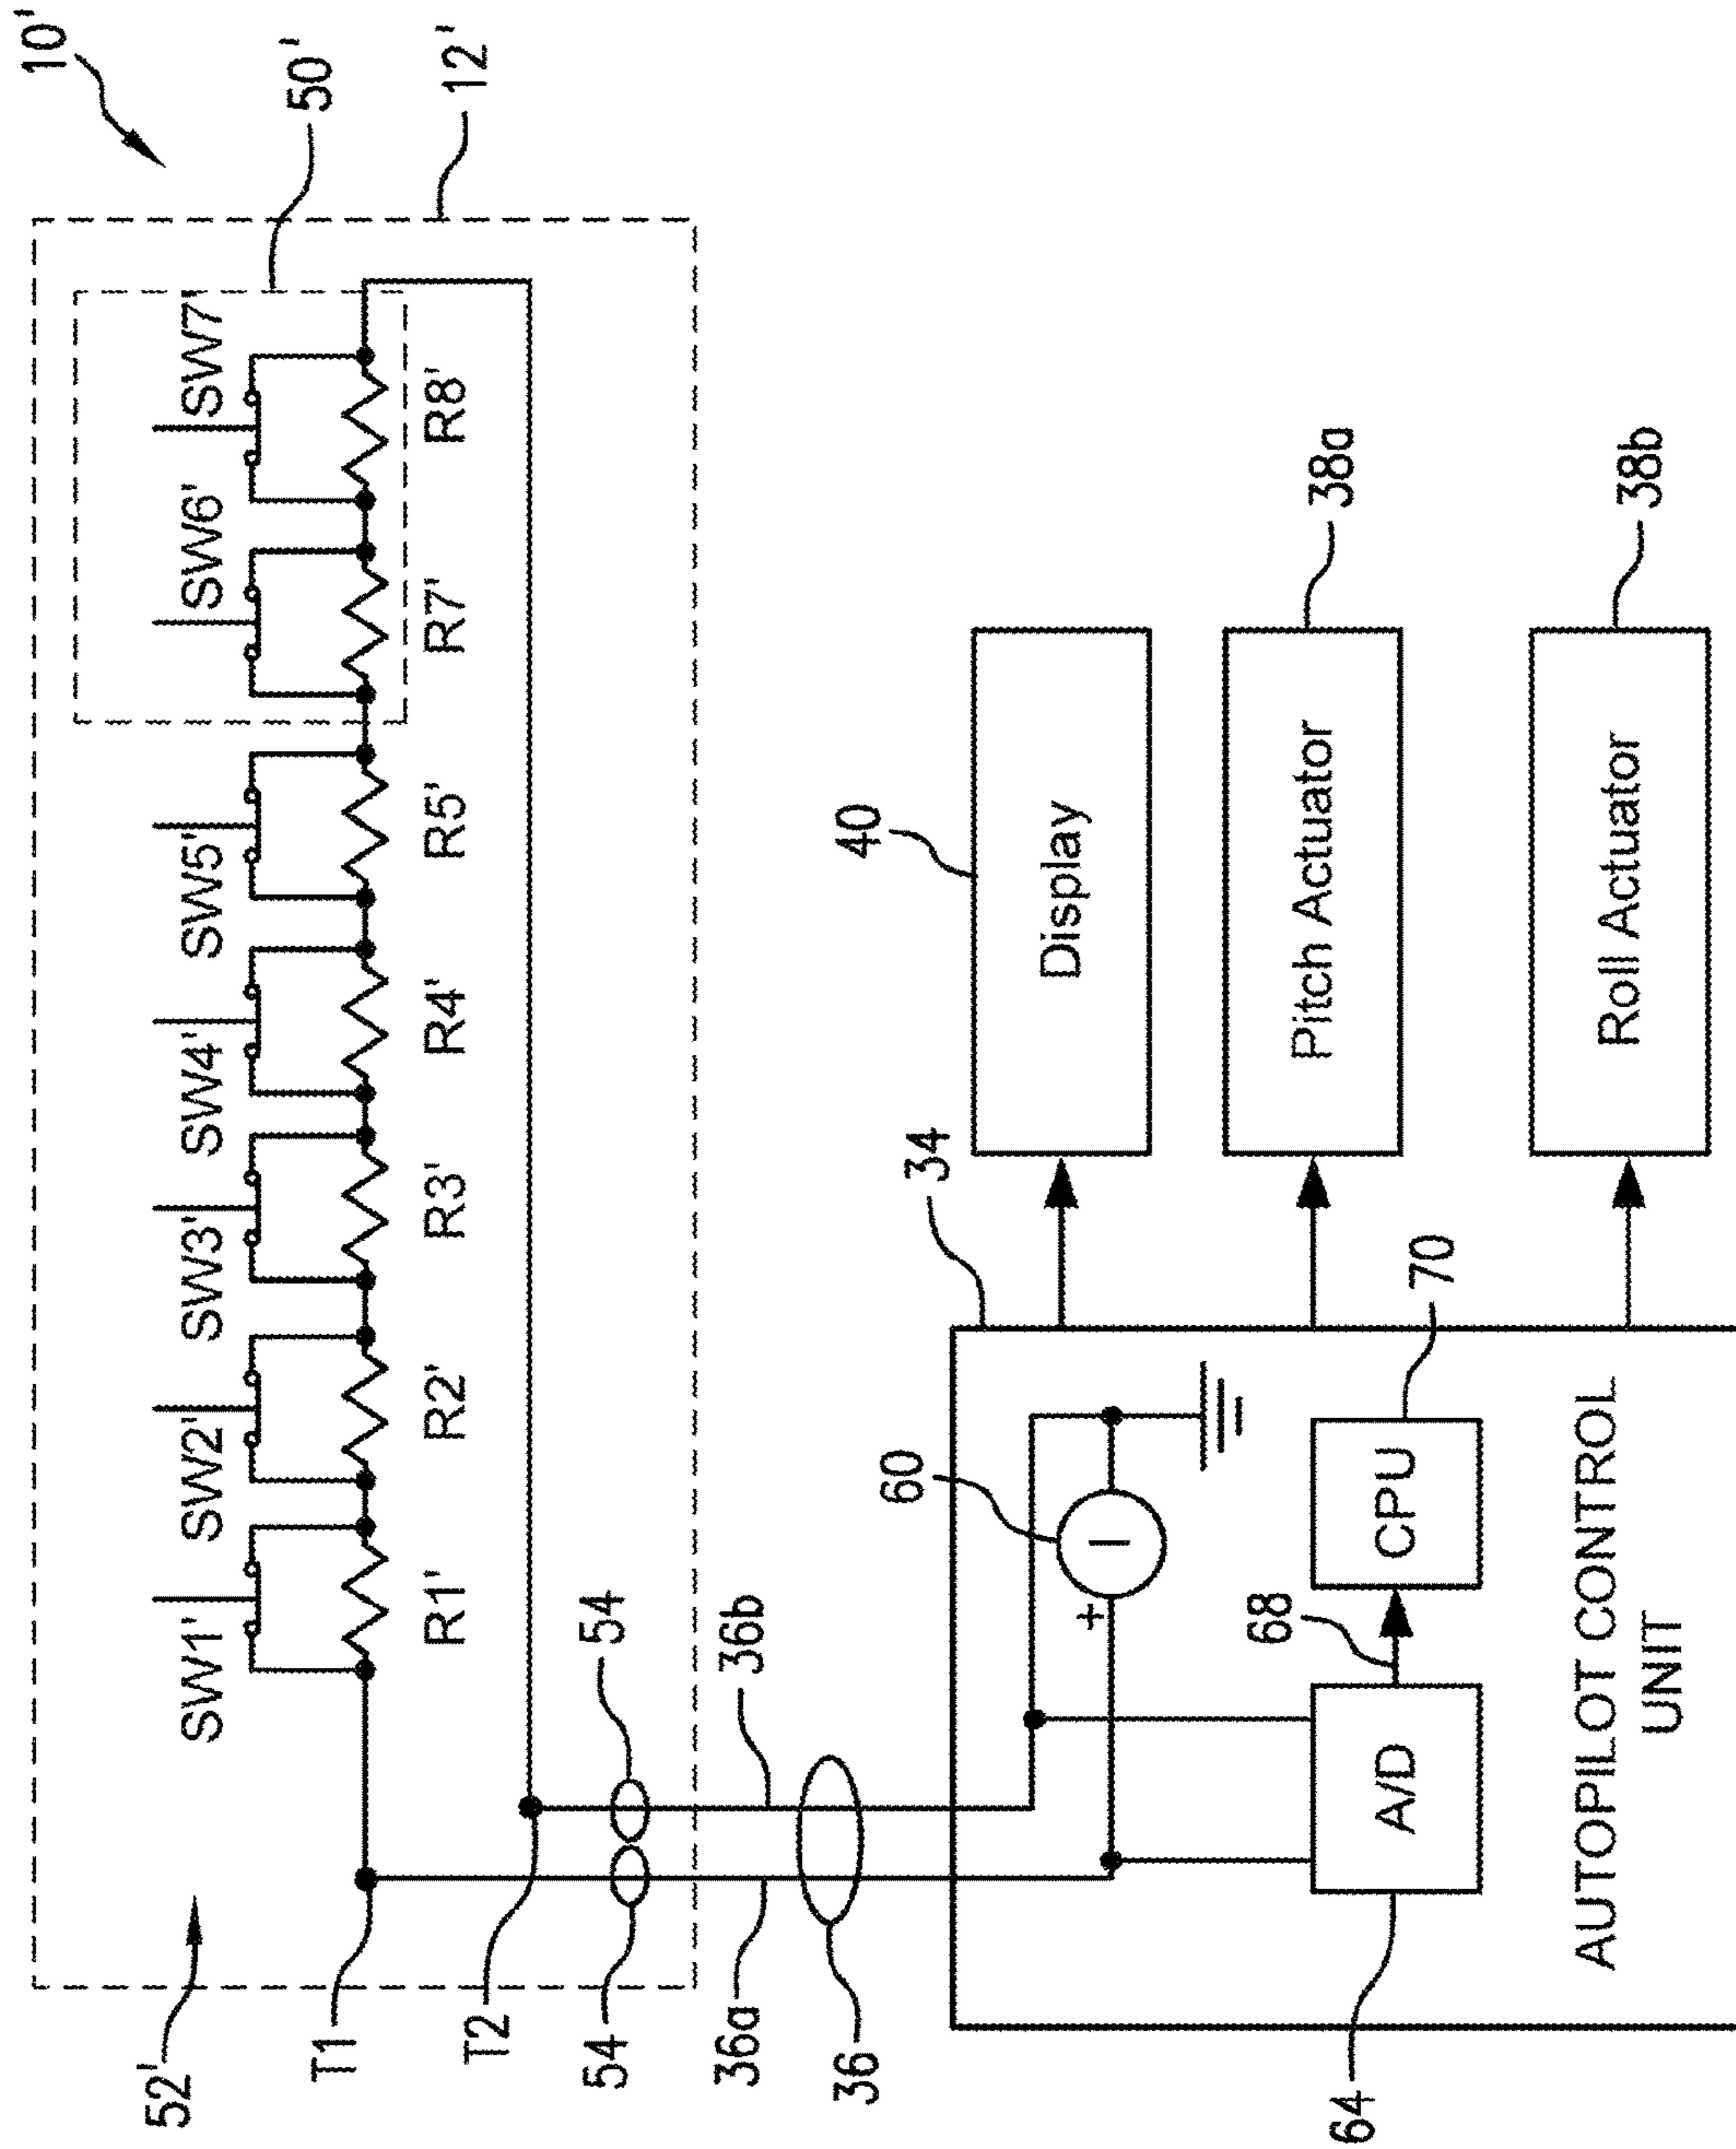 10'
50'
12'
SW1'
SW2'
SW3'
SW4'
SW5'
SW6'
SW7'
R1'
R2'
R3'
R4'
R5'
R7'
R8'
52'
T1
T2
54
54
36a
36b
36
34
60
+
I
64
A/D
68
CPU
70
AUTOPILOT CONTROL
UNIT
40
Display
Pitch Actuator
38a
Roll Actuator
38b